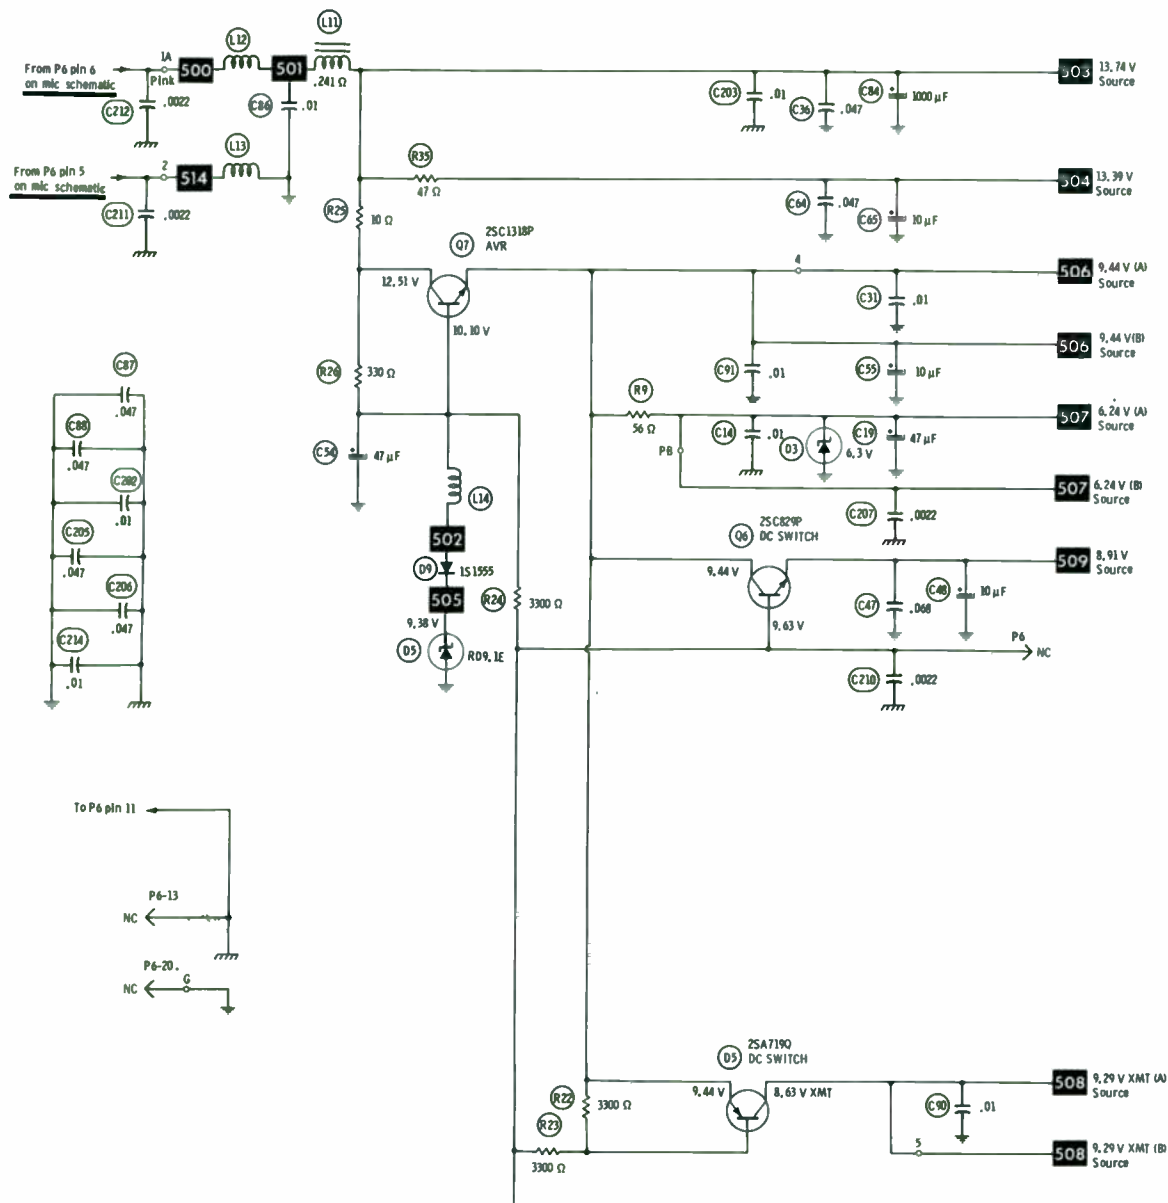 L11
L12
1A
From P6 pin 6
on mic schematic
Pink
500
501
.241 Ω
503
13.74 V
Source
C212
.0022
C86
.01
C203
.01
C36
.047
C84
1000 µF
L13
From P6 pin 5
on mic schematic
2
514
R35
47 Ω
504
13.39 V
Source
C211
.0022
R25
10 Ω
C64
.047
C65
10 µF
Q7
2SC1318P
AVR
12.51 V
10.10 V
4
506
9.44 V (A)
Source
C31
.01
506
9.44 V(B)
Source
C87
.047
R26
330 Ω
C91
.01
C55
10 µF
R9
56 Ω
507
6.24 V (A)
Source
C88
.047
C54
47 µF
PB
C14
.01
D3
6.3 V
C19
47 µF
C202
.01
L14
507
6.24 V (B)
Source
C207
.0022
C205
.047
502
D9
1S1555
Q6
2SC829P
DC SWITCH
9.44 V
9.63 V
509
8.91 V
Source
C206
.047
505
9.38 V
R24
3300 Ω
C47
.068
C48
10 µF
C214
.01
D5
RD9.1E
P6
NC
C210
.0022
To P6 pin 11
P6-13
NC
P6-20.
NC
G
D5
2SA719Q
DC SWITCH
9.44 V
8.63 V XMT
508
9.29 V XMT (A)
Source
R22
3300 Ω
C90
.01
R23
3300 Ω
5
508
9.29 V XMT (B)
Source